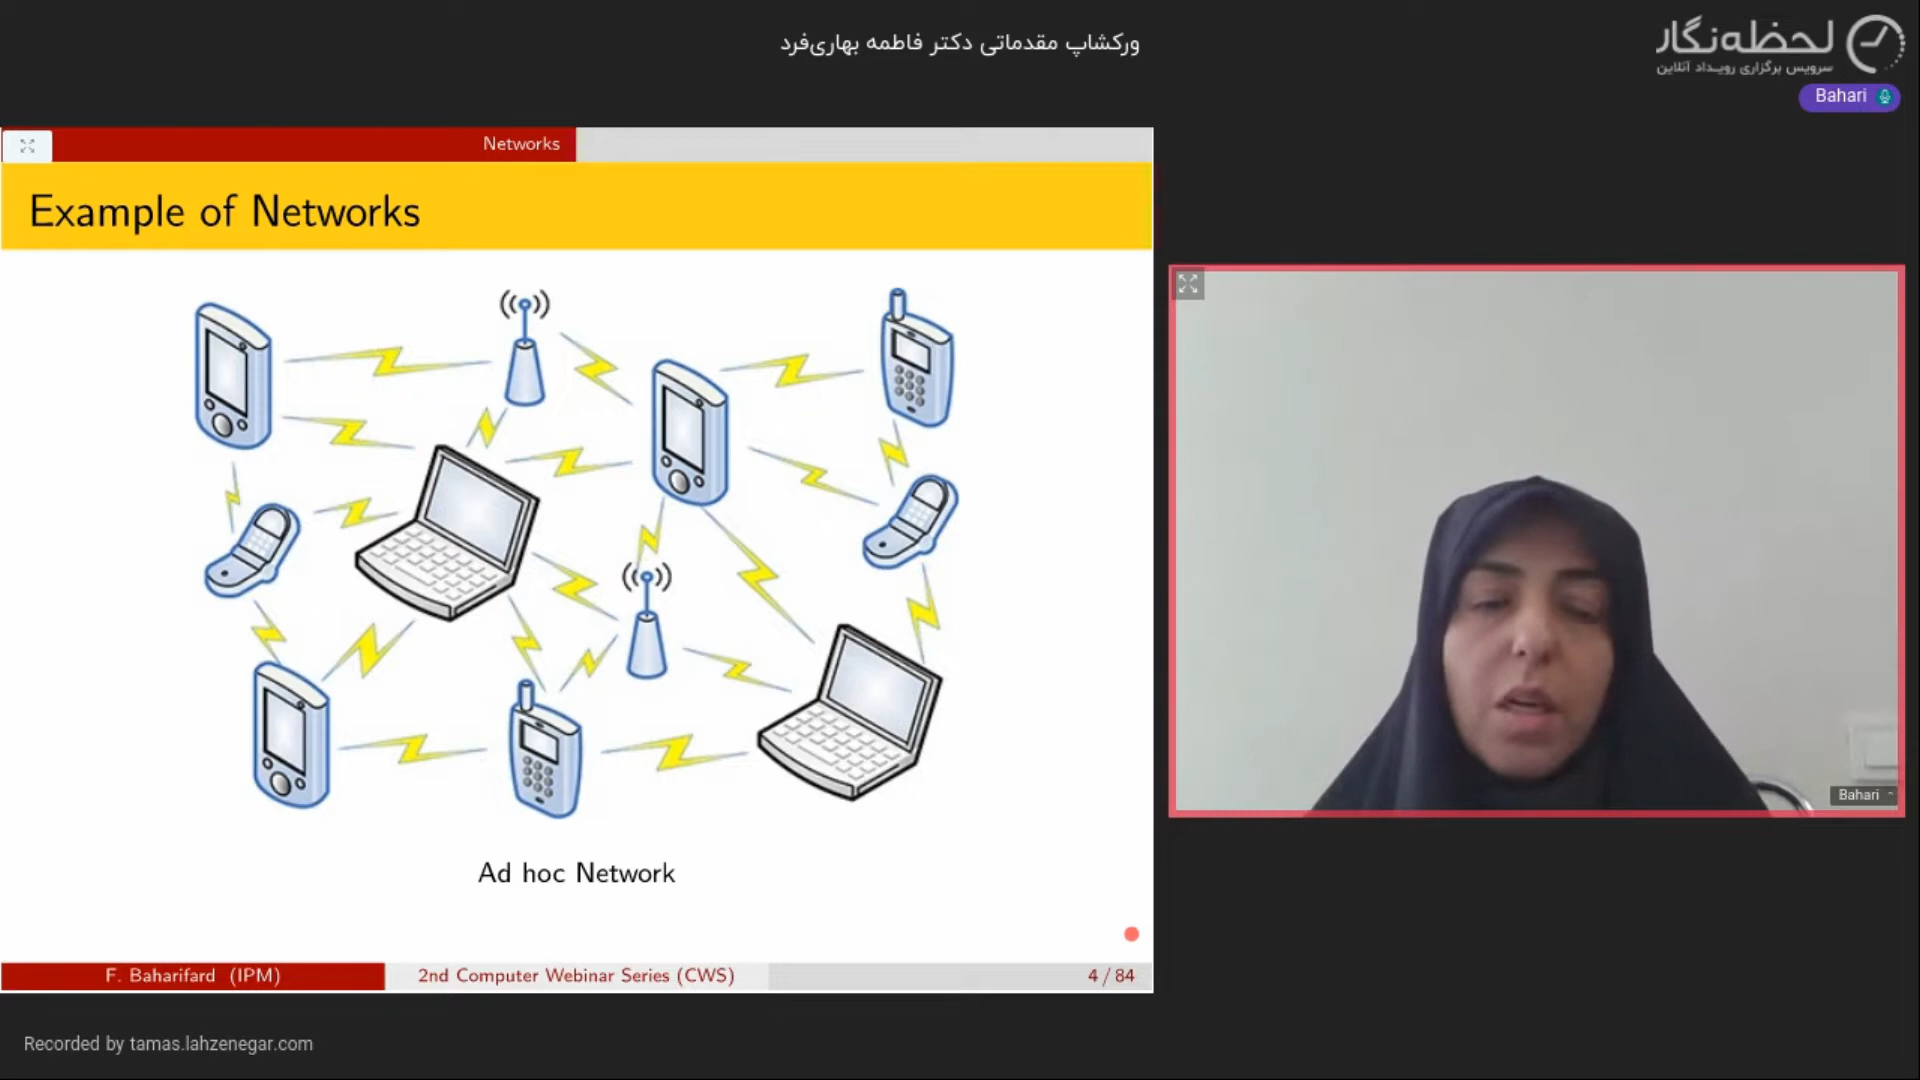 ورکشاپ مقدماتی دکتر فاطمه بهاری‌فرد
لحظه‌نگار
سرویس برگزاری رویداد آنلاین
Bahari
Networks
Example of Networks
Ad hoc Network
Bahari
F. Baharifard (IPM)
2nd Computer Webinar Series (CWS)
4 / 84
Recorded by tamas.lahzenegar.com